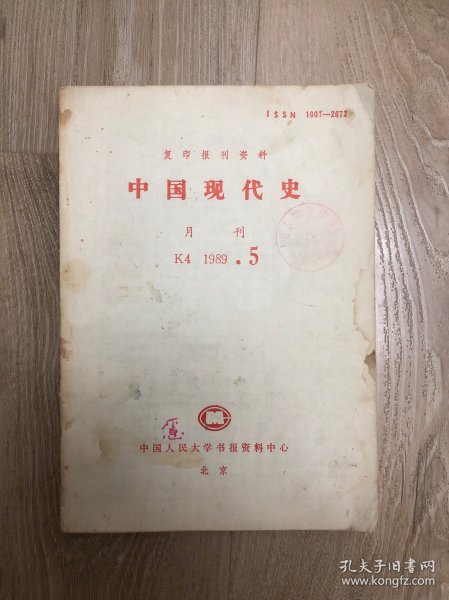 ISSN 1001-2672
复印报刊资料
中国现代史
月刊
K4 1989.5
中国人民大学书报资料中心
北京
孔夫子旧书网
www.kongfz.com